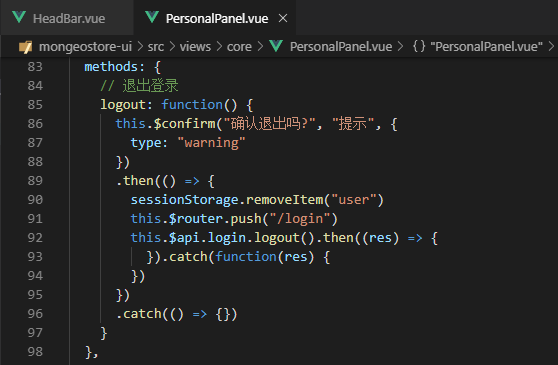 HeadBar.vue PersonalPanel.vue ×
mongeostore-ui > src > views > core > PersonalPanel.vue > {} "PersonalPanel.vue" >
83 methods: {
84 // 退出登录
85 logout: function() {
86 this.$confirm("确认退出吗?", "提示", {
87 type: "warning"
88 })
89 .then(() => {
90 sessionStorage.removeItem("user")
91 this.$router.push("/login")
92 this.$api.login.logout().then((res) => {
93 }).catch(function(res) {
94 })
95 })
96 .catch(() => {})
97 }
98 },